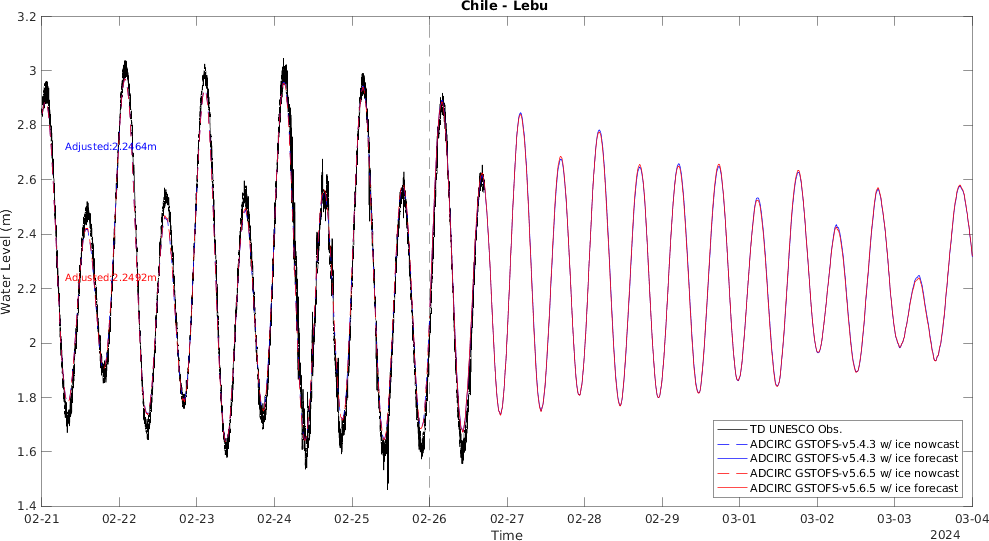 Chile - Lebu
3.2
3
2.8
2.6
2.4
2.2
2
1.8
1.6
1.4
Water Level (m)
Adjusted:2.2464m
Adjusted:2.2492m
TD UNESCO Obs.
ADCIRC GSTOFS-v5.4.3 w/ ice nowcast
ADCIRC GSTOFS-v5.4.3 w/ ice forecast
ADCIRC GSTOFS-v5.6.5 w/ ice nowcast
ADCIRC GSTOFS-v5.6.5 w/ ice forecast
02-21 02-22 02-23 02-24 02-25 02-26 02-27 02-28 02-29 03-01 03-02 03-03 03-04
Time
2024